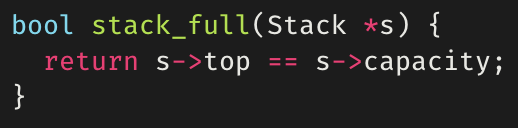 bool stack_full(Stack *s) {
  return s->top == s->capacity;
}